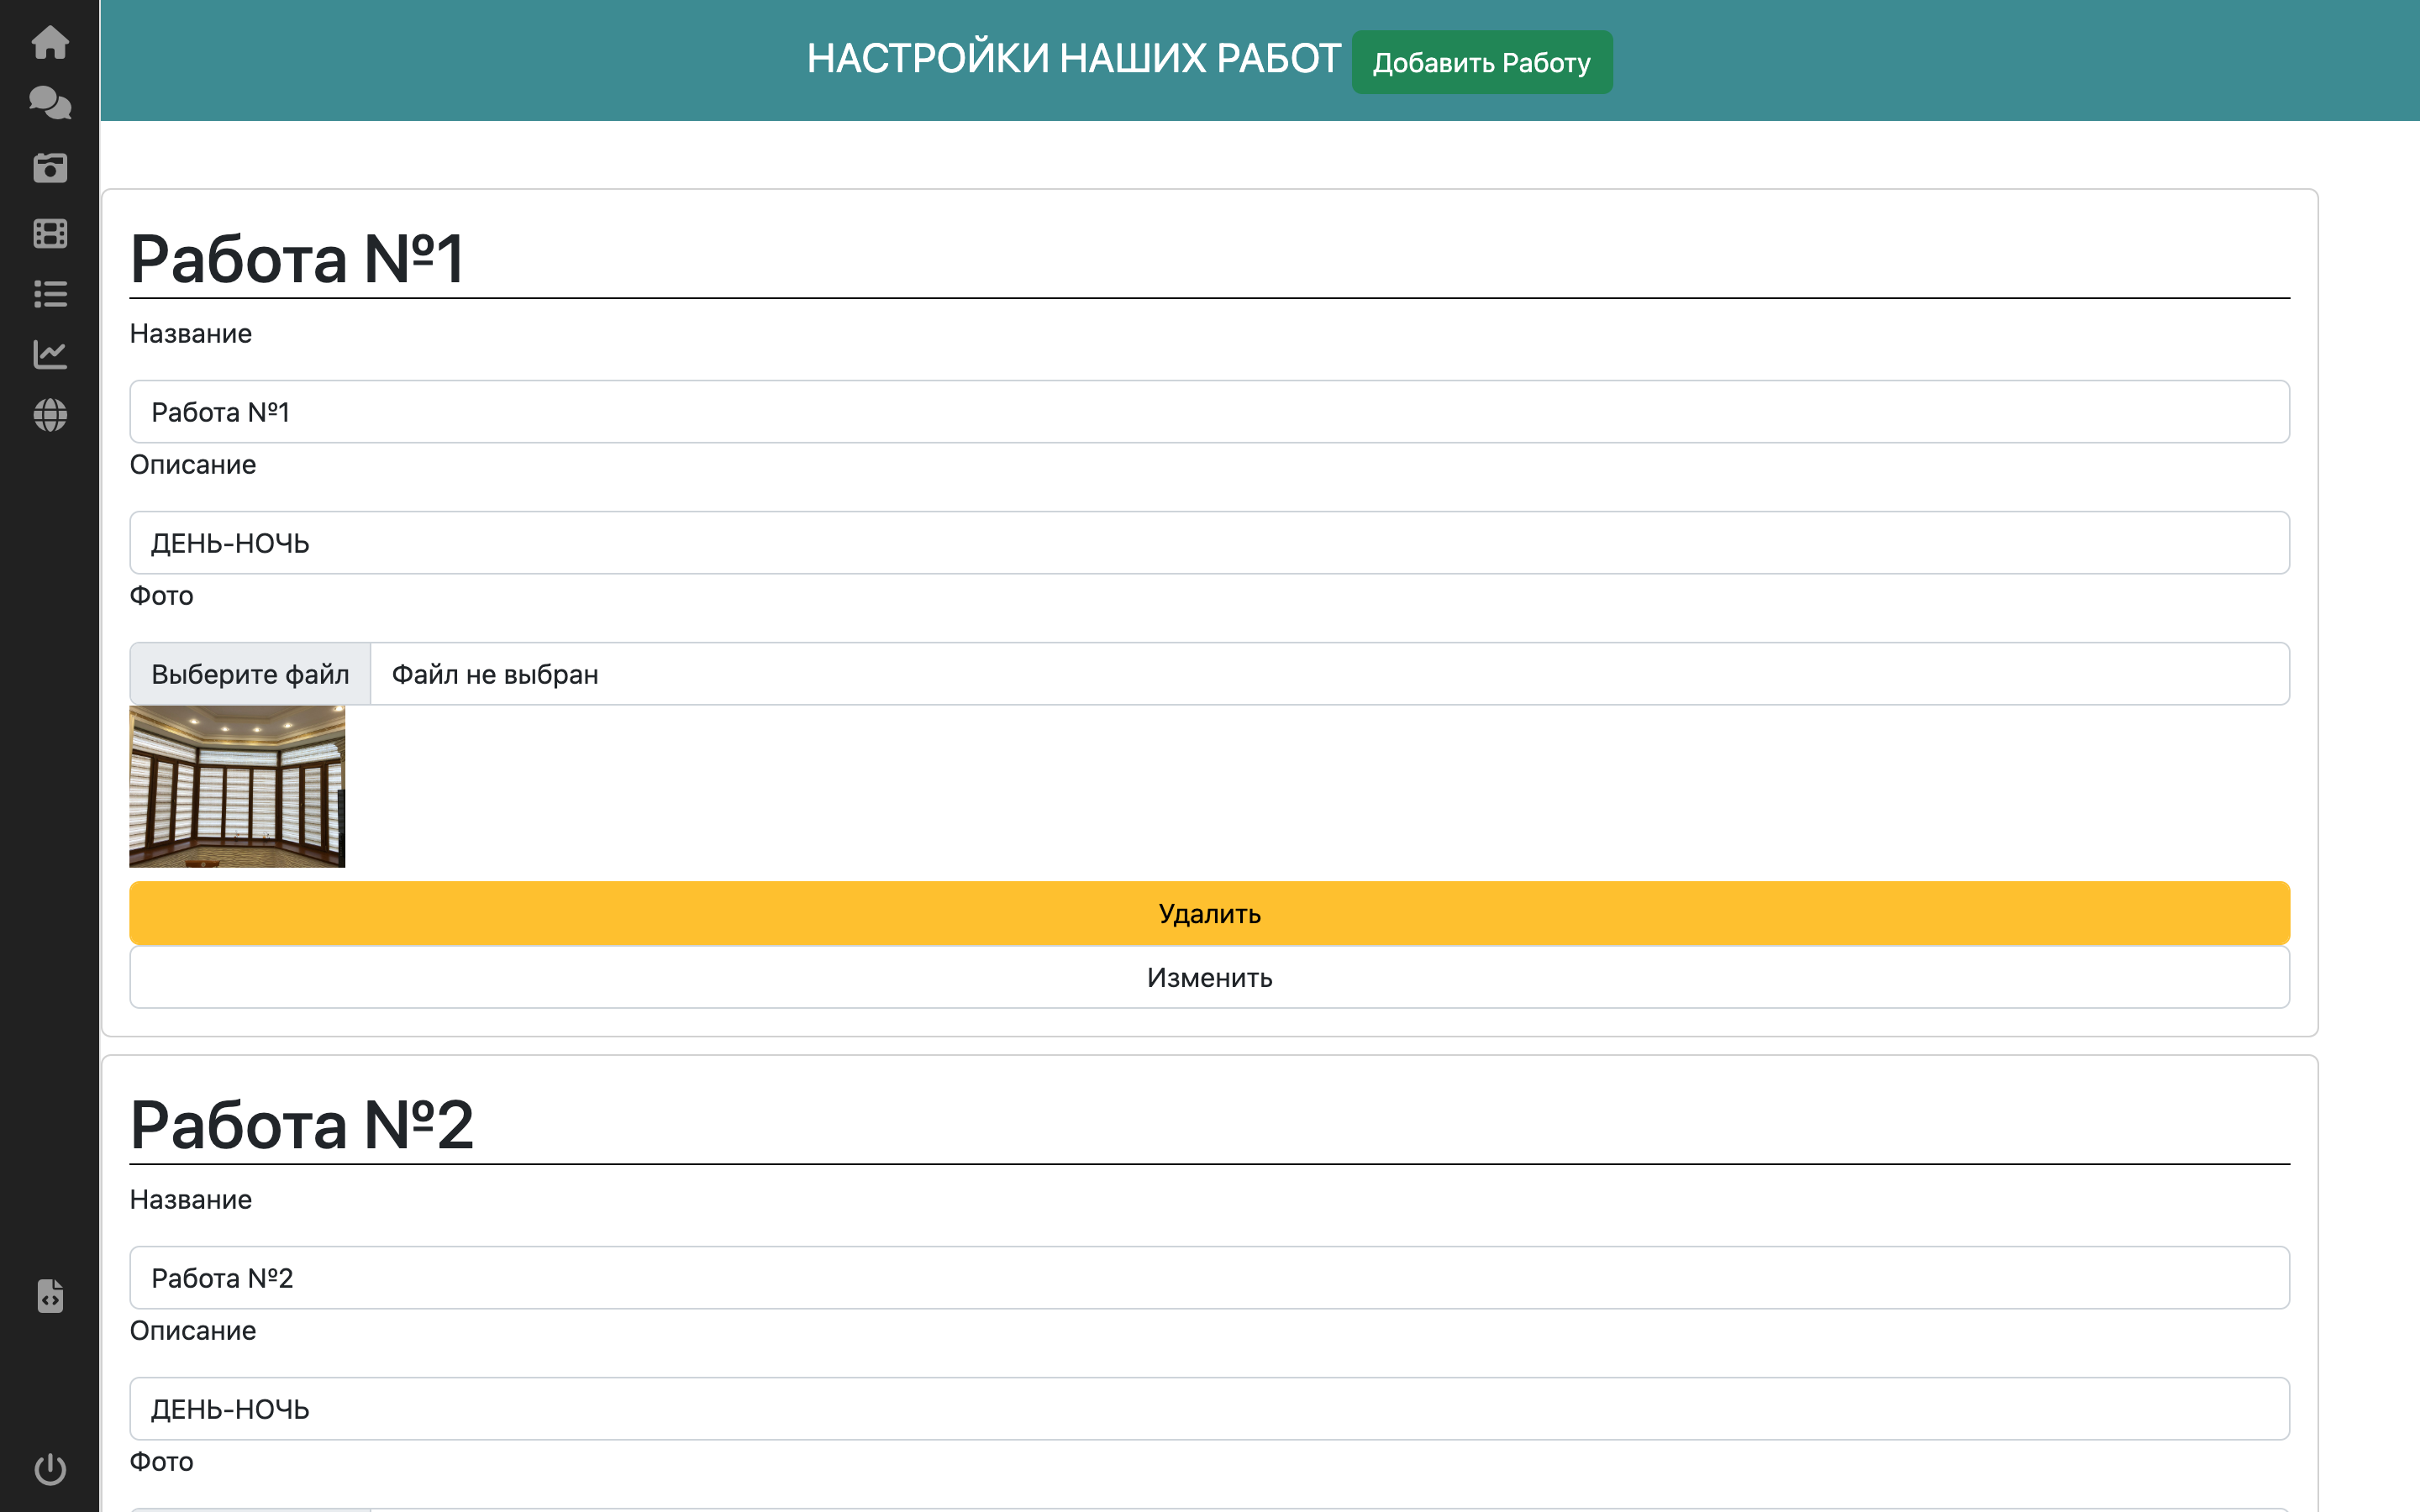 НАСТРОЙКИ НАШИХ РАБОТ Добавить Работу
Работа №1
Название
Работа №1
Описание
ДЕНЬ-НОЧЬ
Фото
Выберите файл Файл не выбран
Удалить
Изменить
Работа №2
Название
Работа №2
Описание
ДЕНЬ-НОЧЬ
Фото